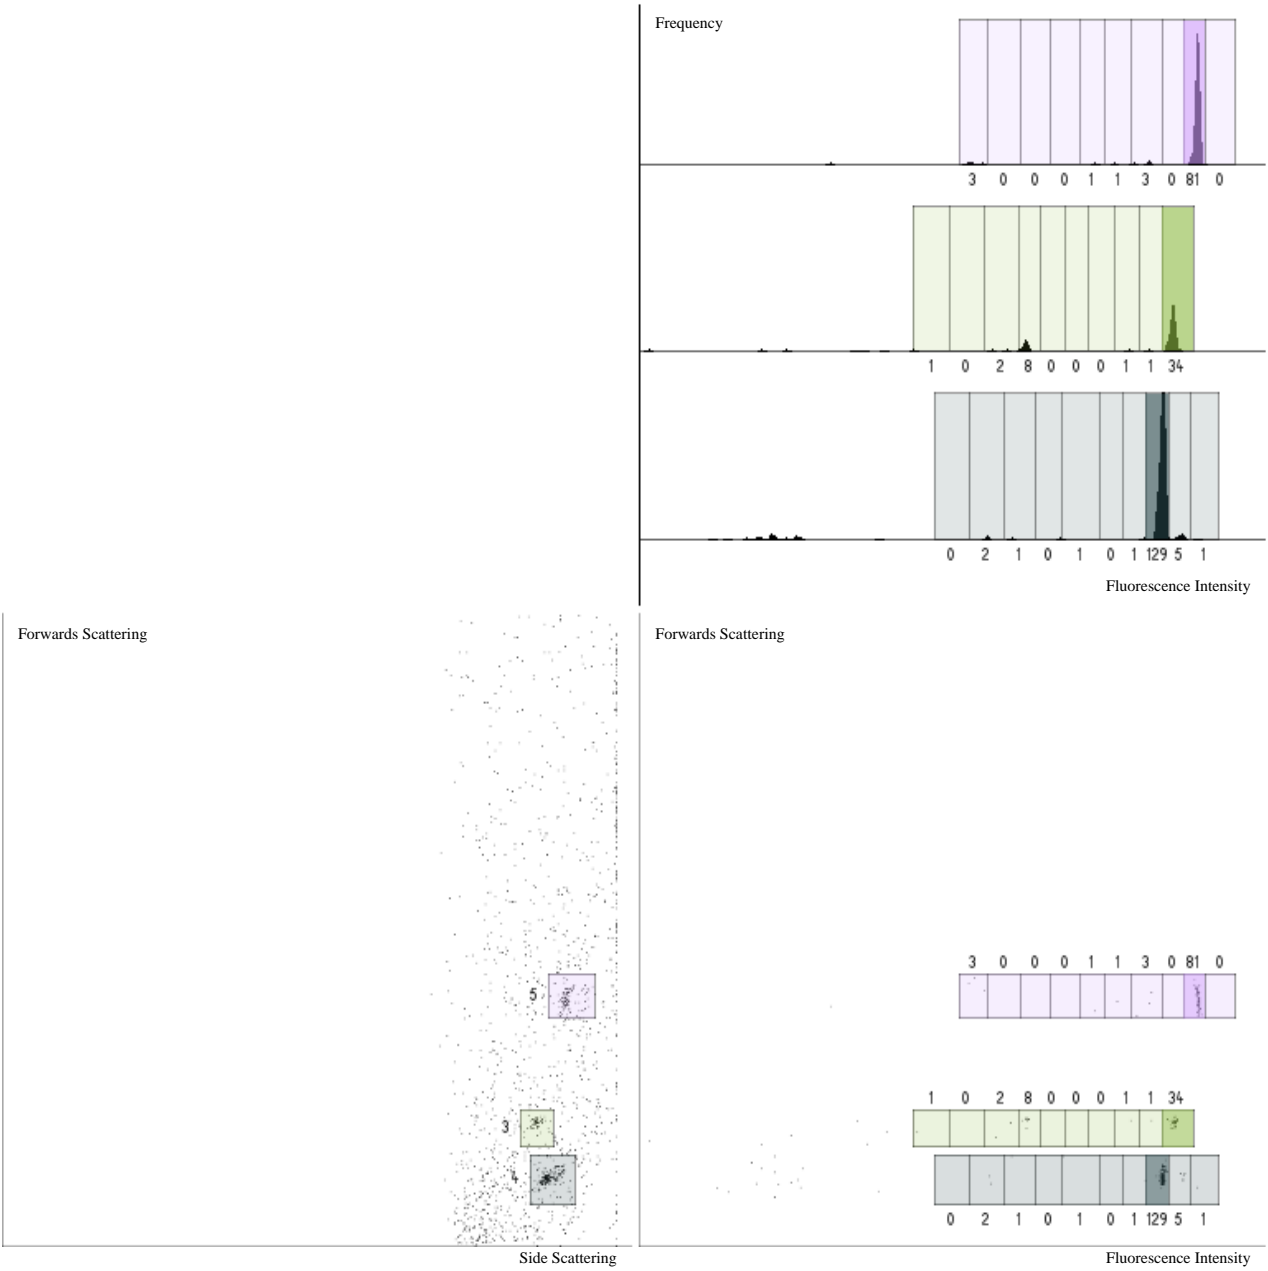 Frequency
3 0 0 0 1 1 3 0 81 0
1 0 2 8 0 0 0 1 1 34
0 2 1 0 1 0 1 129 5 1
Fluorescence Intensity
Forwards Scattering
5
3
4
Side Scattering
Forwards Scattering
3 0 0 0 1 1 3 0 81 0
1 0 2 8 0 0 0 1 1 34
0 2 1 0 1 0 1 129 5 1
Fluorescence Intensity